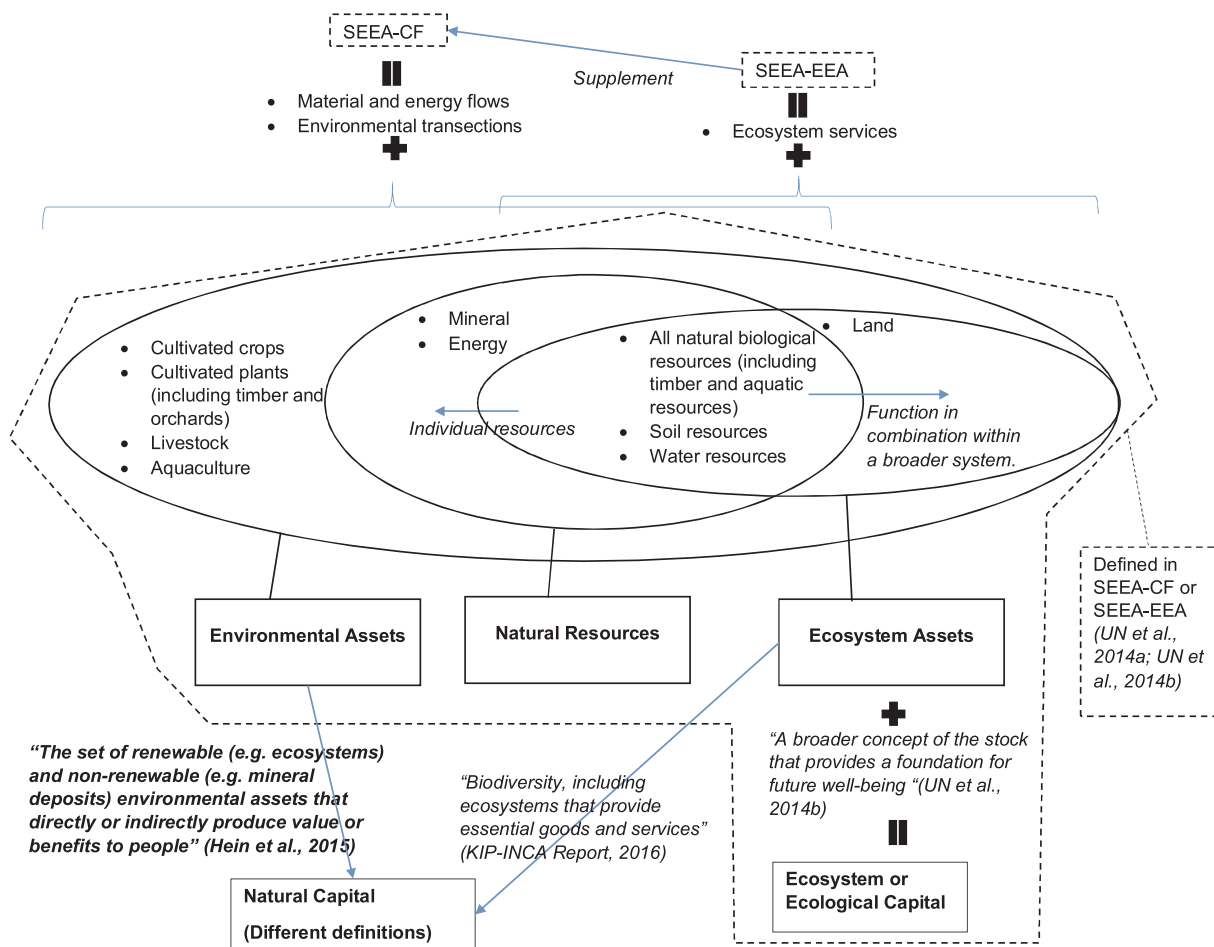 SEEA-CF
SEEA-EEA
Supplement
• Material and energy flows
• Environmental transections
• Ecosystem services
• Mineral
• Energy
• Land
• Cultivated crops
• Cultivated plants
(including timber and
orchards)
• Livestock
• Aquaculture
• All natural biological
resources (including
timber and aquatic
resources)
• Soil resources
• Water resources
Individual resources
Function in
combination within
a broader system.
Defined in
SEEA-CF or
SEEA-EEA
(UN et al.,
2014a; UN et
al., 2014b)
Environmental Assets
Natural Resources
Ecosystem Assets
“The set of renewable (e.g. ecosystems)
and non-renewable (e.g. mineral
deposits) environmental assets that
directly or indirectly produce value or
benefits to people” (Hein et al., 2015)
“Biodiversity, including
ecosystems that provide
essential goods and services”
(KIP-INCA Report, 2016)
“A broader concept of the stock
that provides a foundation for
future well-being “(UN et al.,
2014b)
Natural Capital
(Different definitions)
Ecosystem or
Ecological Capital